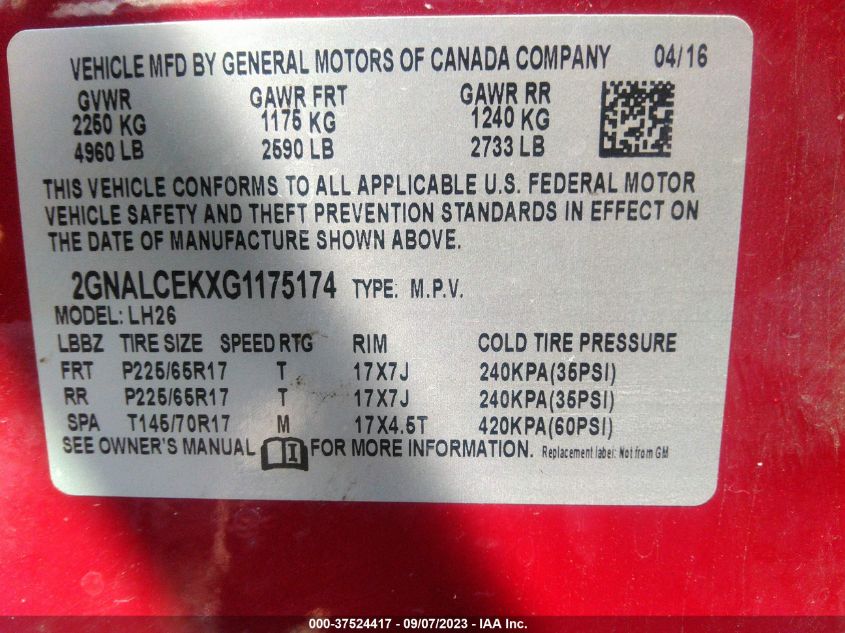 VEHICLE MFD BY GENERAL MOTORS OF CANADA COMPANY 04/16
GVWR GAWR FRT GAWR RR
2250 KG 1175 KG 1240 KG
4960 LB 2590 LB 2733 LB
THIS VEHICLE CONFORMS TO ALL APPLICABLE U.S. FEDERAL MOTOR
VEHICLE SAFETY AND THEFT PREVENTION STANDARDS IN EFFECT ON
THE DATE OF MANUFACTURE SHOWN ABOVE.
2GNALCEKXG1175174 TYPE: M.P.V.
MODEL: LH26
LBBZ TIRE SIZE SPEED RTG RIM COLD TIRE PRESSURE
FRT P225/65R17 T 17X7J 240KPA(35PSI)
RR P225/65R17 T 17X7J 240KPA(35PSI)
SPA T145/70R17 M 17X4.5T 420KPA(60PSI)
SEE OWNER'S MANUAL i FOR MORE INFORMATION. Replacement label: Not from GM
000-37524417 - 09/07/2023 - IAA Inc.